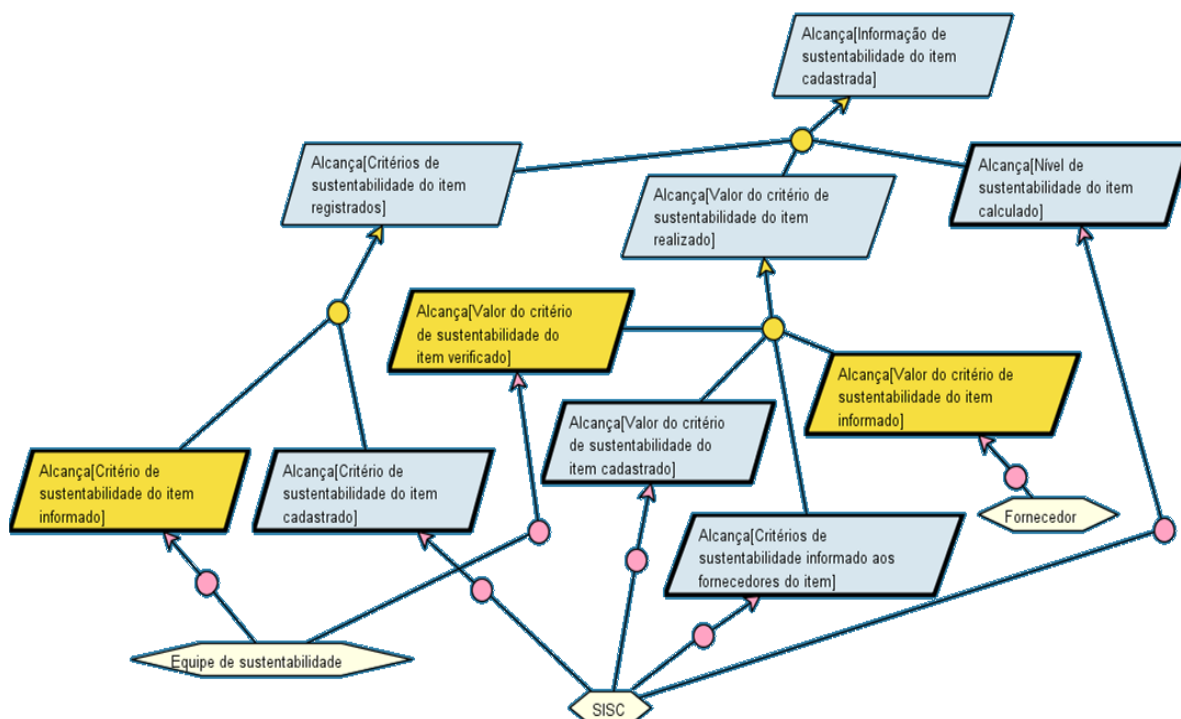 Alcança[Informação de
sustentabilidade do item
cadastrada]
Alcança[Critérios de
sustentabilidade do item
registrados]
Alcança[Valor do critério de
sustentabilidade do item
realizado]
Alcança[Nível de
sustentabilidade do item
calculado]
Alcança[Valor do critério
de sustentabilidade do
item verificado]
Alcança[Valor do critério de
sustentabilidade do item
informado]
Alcança[Valor do critério
de sustentabilidade do
item cadastrado]
Alcança[Critério de
sustentabilidade do item
informado]
Alcança[Critério de
sustentabilidade do item
cadastrado]
Fornecedor
Alcança[Critérios de
sustentabilidade informado aos
fornecedores do item]
Equipe de sustentabilidade
SISC